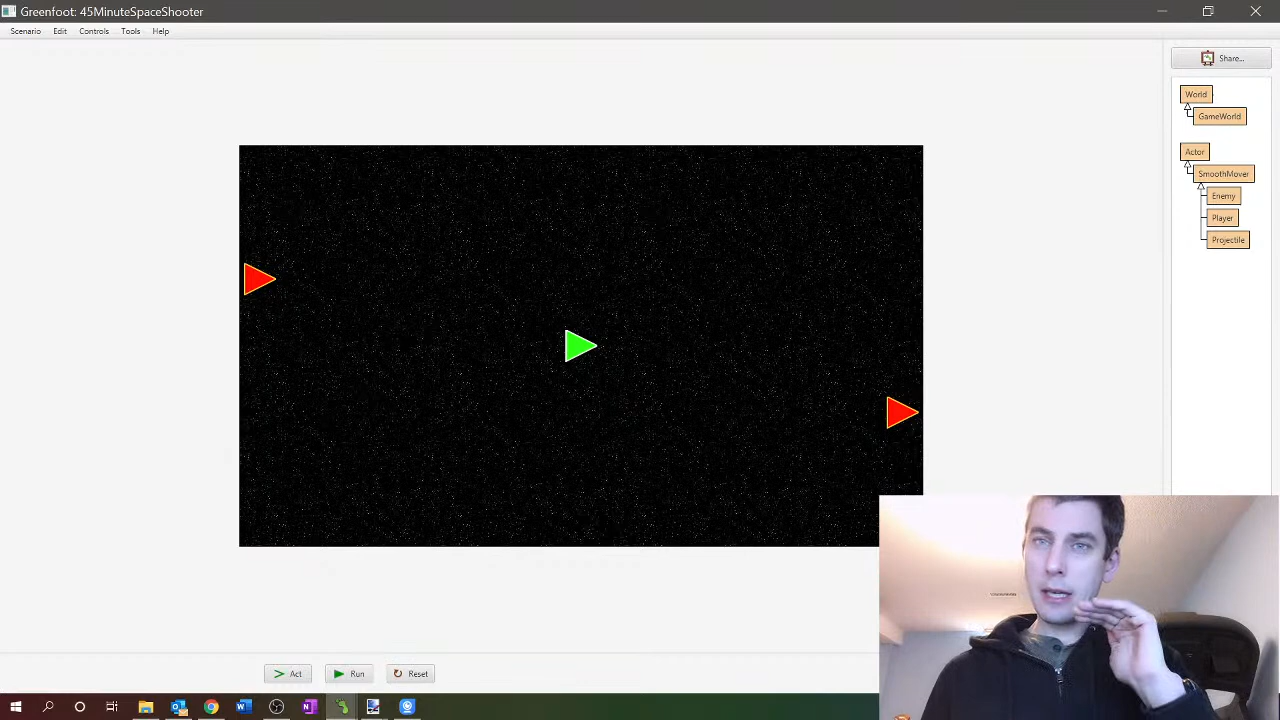 Greenfoot: 45MinuteSpaceShooter
Scenario Edit Controls Tools Help
Share...
World
GameWorld
Actor
SmoothMover
Enemy
Player
Projectile
Act Run Reset